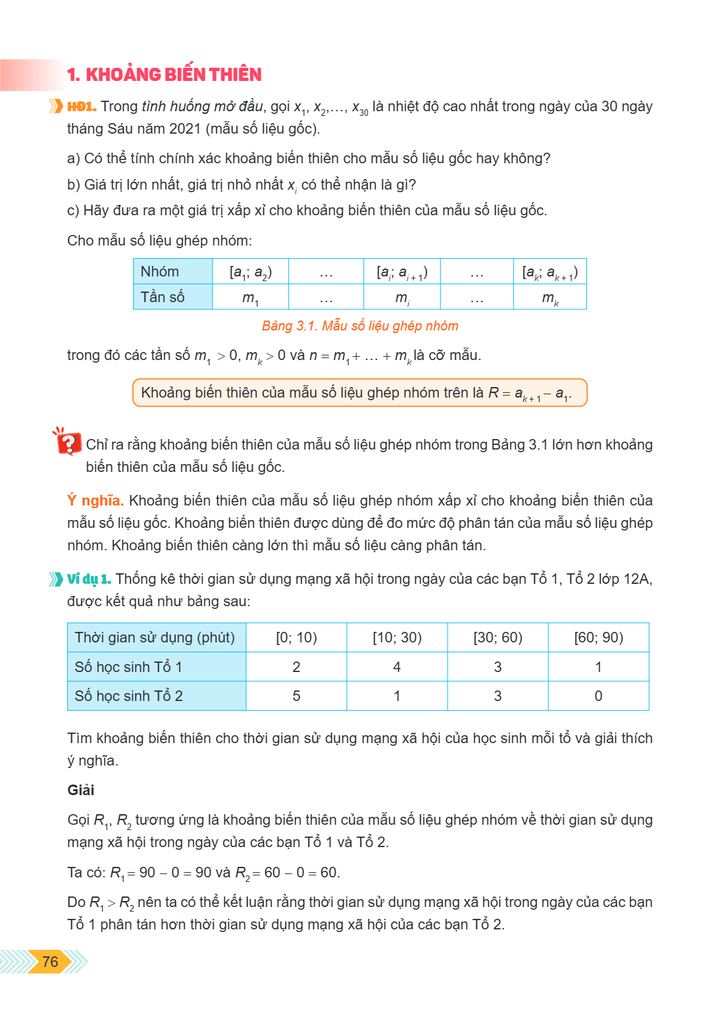 1. KHOẢNG BIẾN THIÊN
HĐ1. Trong tình huống mở đầu, gọi x₁, x₂,…, x₃₀ là nhiệt độ cao nhất trong ngày của 30 ngày
tháng Sáu năm 2021 (mẫu số liệu gốc).
a) Có thể tính chính xác khoảng biến thiên cho mẫu số liệu gốc hay không?
b) Giá trị lớn nhất, giá trị nhỏ nhất xᵢ có thể nhận là gì?
c) Hãy đưa ra một giá trị xấp xỉ cho khoảng biến thiên của mẫu số liệu gốc.
Cho mẫu số liệu ghép nhóm:
Nhóm [a₁; a₂) … [aᵢ; aᵢ₊₁) … [aₖ; aₖ₊₁)
Tần số m₁ … mᵢ … mₖ
Bảng 3.1. Mẫu số liệu ghép nhóm
trong đó các tần số m₁ > 0, mₖ > 0 và n = m₁ + … + mₖ là cỡ mẫu.
Khoảng biến thiên của mẫu số liệu ghép nhóm trên là R = aₖ₊₁ − a₁.
?
Chỉ ra rằng khoảng biến thiên của mẫu số liệu ghép nhóm trong Bảng 3.1 lớn hơn khoảng
biến thiên của mẫu số liệu gốc.
Ý nghĩa. Khoảng biến thiên của mẫu số liệu ghép nhóm xấp xỉ cho khoảng biến thiên của
mẫu số liệu gốc. Khoảng biến thiên được dùng để đo mức độ phân tán của mẫu số liệu ghép
nhóm. Khoảng biến thiên càng lớn thì mẫu số liệu càng phân tán.
Ví dụ 1. Thống kê thời gian sử dụng mạng xã hội trong ngày của các bạn Tổ 1, Tổ 2 lớp 12A,
được kết quả như bảng sau:
Thời gian sử dụng (phút) [0; 10) [10; 30) [30; 60) [60; 90)
Số học sinh Tổ 1 2 4 3 1
Số học sinh Tổ 2 5 1 3 0
Tìm khoảng biến thiên cho thời gian sử dụng mạng xã hội của học sinh mỗi tổ và giải thích
ý nghĩa.
Giải
Gọi R₁, R₂ tương ứng là khoảng biến thiên của mẫu số liệu ghép nhóm về thời gian sử dụng
mạng xã hội trong ngày của các bạn Tổ 1 và Tổ 2.
Ta có: R₁ = 90 − 0 = 90 và R₂ = 60 − 0 = 60.
Do R₁ > R₂ nên ta có thể kết luận rằng thời gian sử dụng mạng xã hội trong ngày của các bạn
Tổ 1 phân tán hơn thời gian sử dụng mạng xã hội của các bạn Tổ 2.
76